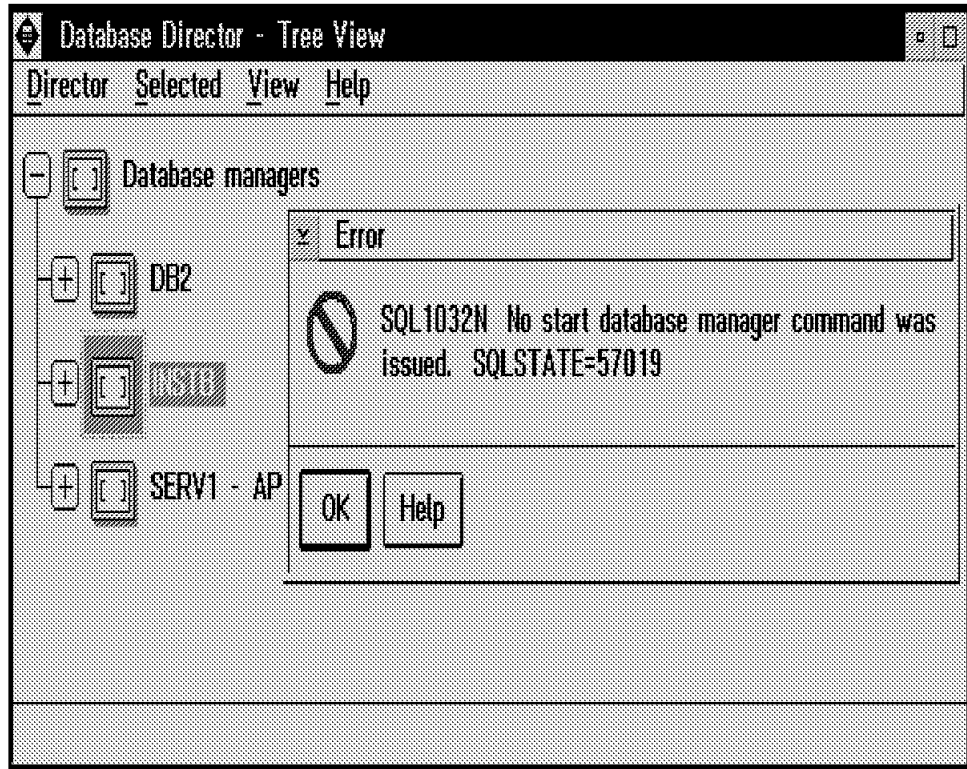 Database Director - Tree View
Director Selected View Help
Database managers
DB2
SERV1 - AP
Error
SQL1032N No start database manager command was
issued. SQLSTATE=57019
OK Help